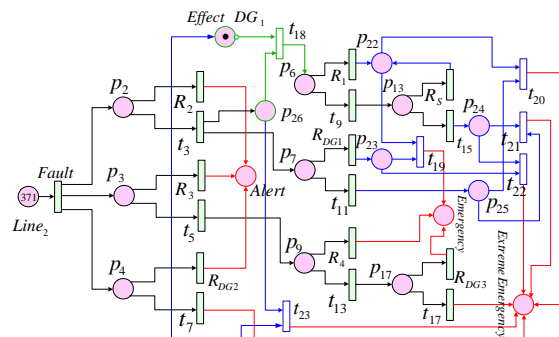 Effect DG1
t18
p22
p6
R1
p13
t20
p2
R2
t9
RS
p24
p26
t3
RDG1
t15
t21
Fault
p3
R3
p7
p23
t19
t22
371
Alert
t11
p25
Line2
t5
Emergency
p9
R4
Extreme Emergency
p4
RDG2
p17
RDG3
t13
t7
t23
t17